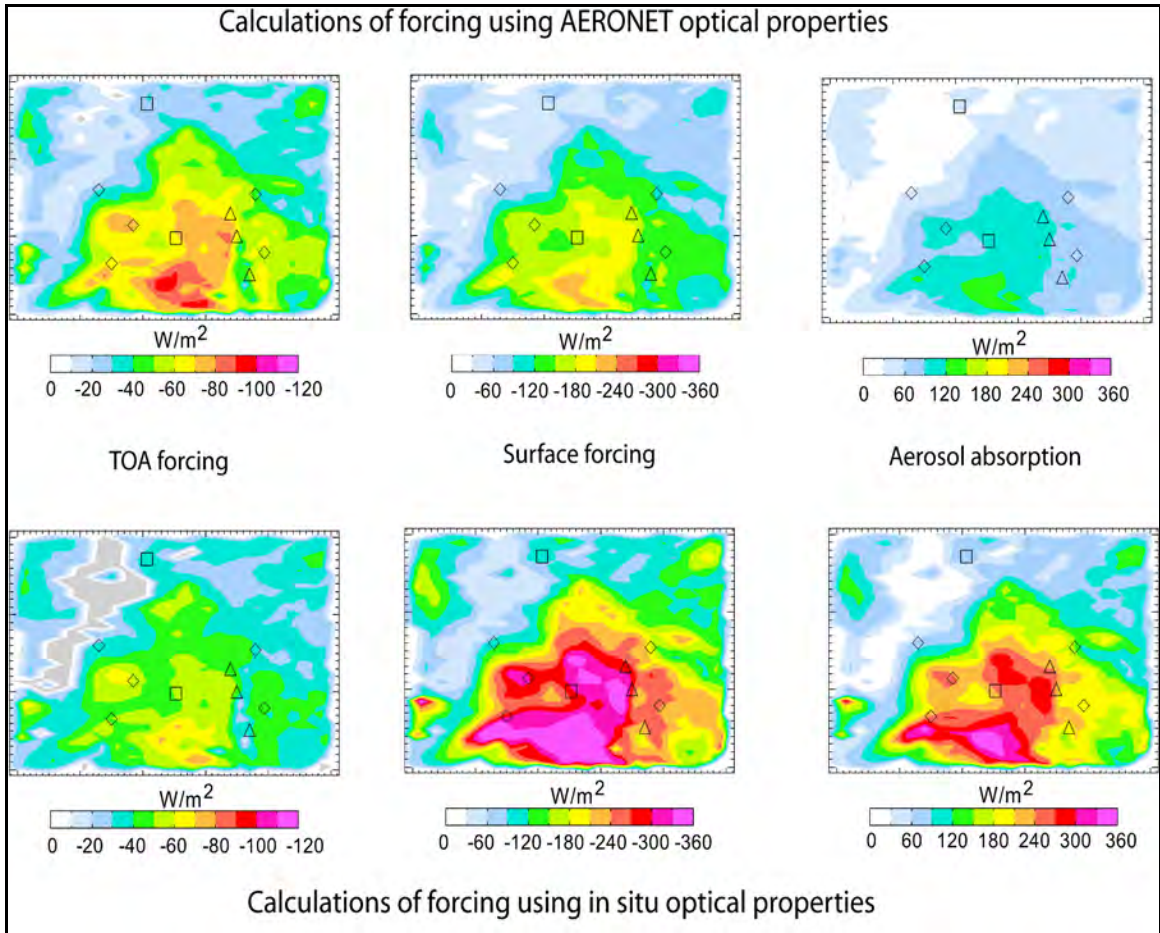 Calculations of forcing using AERONET optical properties
W/m2 W/m2 W/m2
0 -20 -40 -60 -80 -100 -120
0 -60 -120 -180 -240 -300 -360
0 60 120 180 240 300 360
TOA forcing Surface forcing Aerosol absorption
W/m2 W/m2 W/m2
0 -20 -40 -60 -80 -100 -120
0 -60 -120 -180 -240 -300 -360
0 60 120 180 240 300 360
Calculations of forcing using in situ optical properties